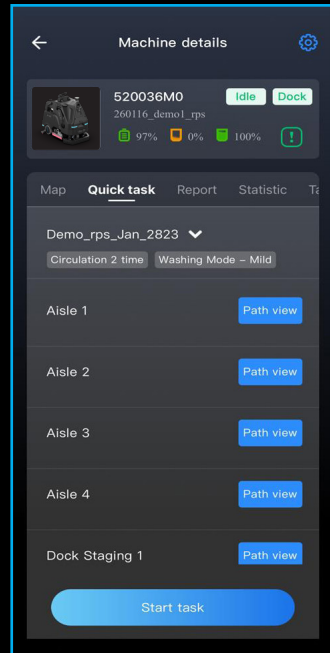 Machine details
520036M0 Idle Dock
260116_demo1_rps
97% 0% 100%
Map Quick task Report Statistic Ta
Demo_rps_Jan_2823
Circulation 2 time Washing Mode – Mild
Aisle 1 Path view
Aisle 2 Path view
Aisle 3 Path view
Aisle 4 Path view
Dock Staging 1 Path view
Start task